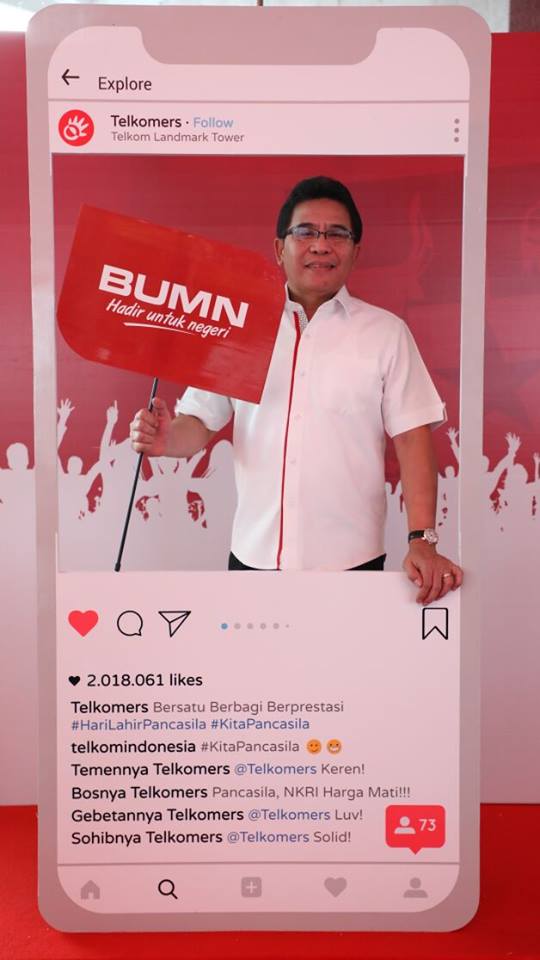 Explore
Telkomers • Follow
Telkom Landmark Tower
BUMN
Hadir untuk negeri
2.018.061 likes
Telkomers Bersatu Berbagi Berprestasi
#HariLahirPancasila #KitaPancasila
telkomindonesia #KitaPancasila 🙂😁
Temennya Telkomers @Telkomers Keren!
Bosnya Telkomers Pancasila, NKRI Harga Mati!!!
Gebetannya Telkomers @Telkomers Luv!
Sohibnya Telkomers @Telkomers Solid!
73